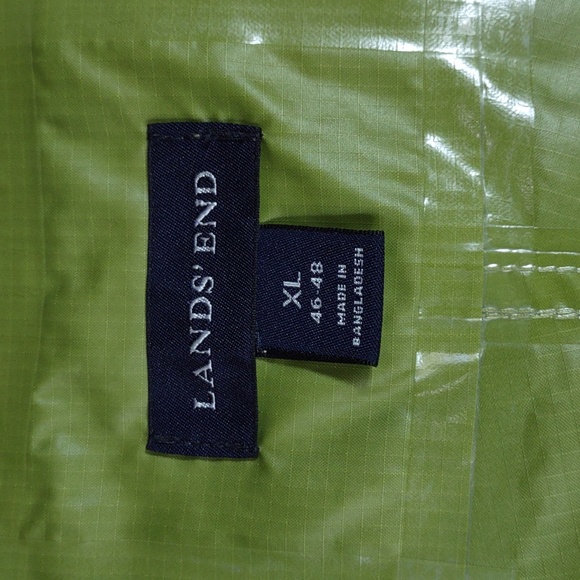 LANDS' END
XL
46-48
MADE IN
BANGLADESH